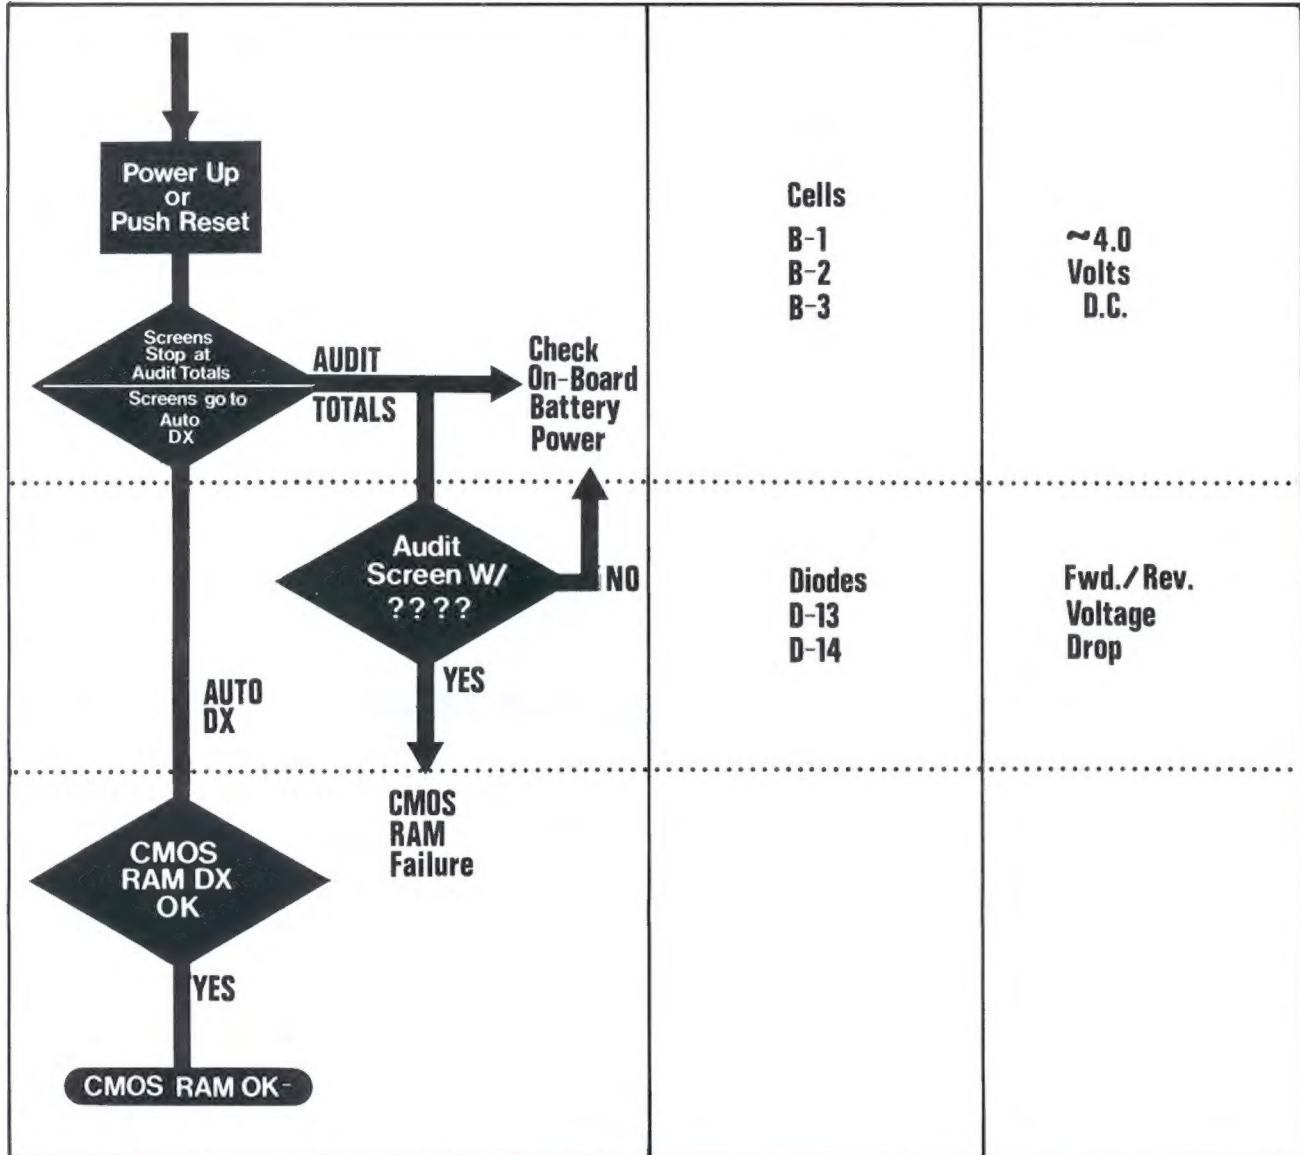 Power Up
or
Push Reset
Screens
Stop at
Audit Totals
Screens go to
Auto
DX
AUDIT
TOTALS
Check
On-Board
Battery
Power
Cells
B-1
B-2
B-3
~4.0
Volts
D.C.
Audit
Screen W/
????
NO
YES
Diodes
D-13
D-14
Fwd./Rev.
Voltage
Drop
AUTO
DX
CMOS
RAM
Failure
CMOS
RAM DX
OK
YES
CMOS RAM OK-